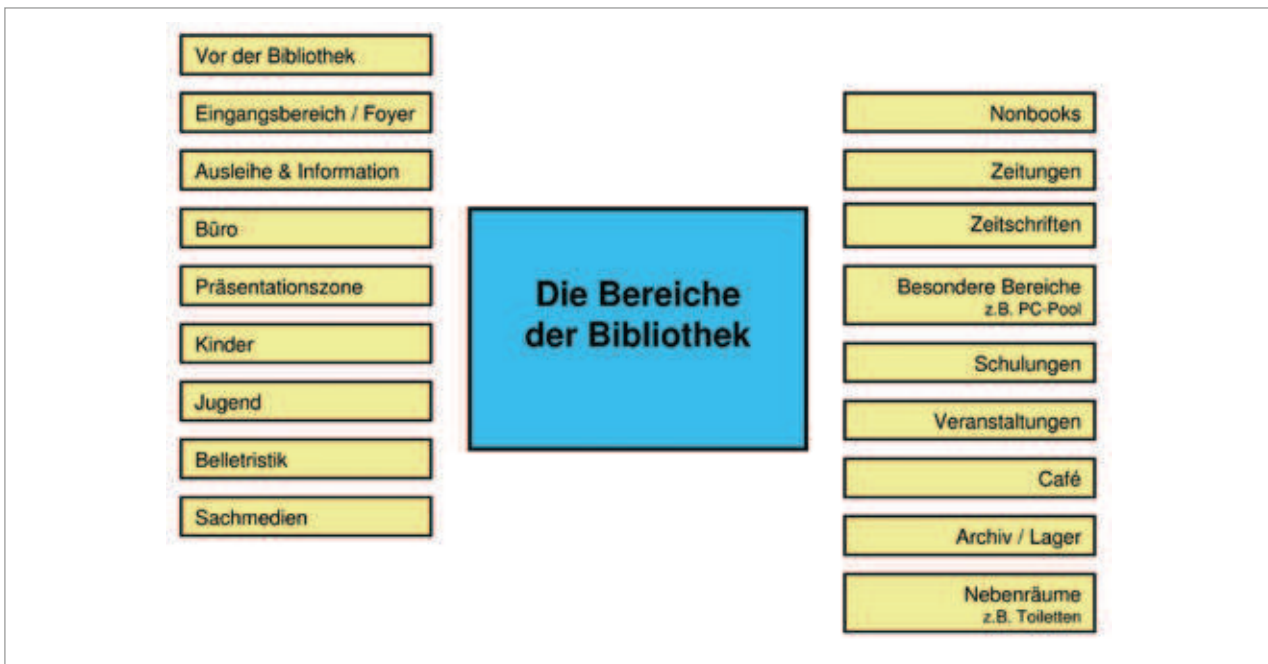 Vor der Bibliothek
Eingangsbereich / Foyer
Ausleihe & Information
Büro
Präsentationszone
Kinder
Jugend
Belletristik
Sachmedien
Die Bereiche
der Bibliothek
Nonbooks
Zeitungen
Zeitschriften
Besondere Bereiche
z.B. PC-Pool
Schulungen
Veranstaltungen
Café
Archiv / Lager
Nebenräume
z.B. Toiletten